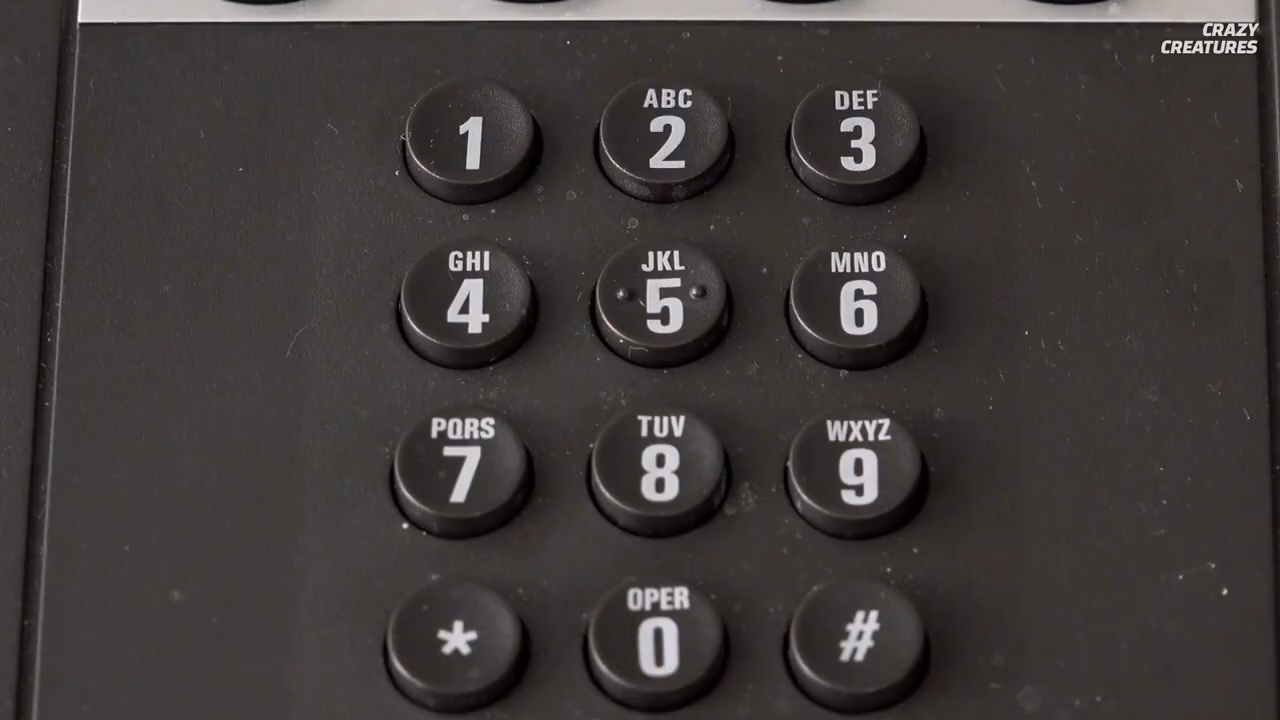 CRAZY
CREATURES
1
ABC
2
DEF
3
GHI
4
JKL
5
MNO
6
PQRS
7
TUV
8
WXYZ
9
*
OPER
0
#